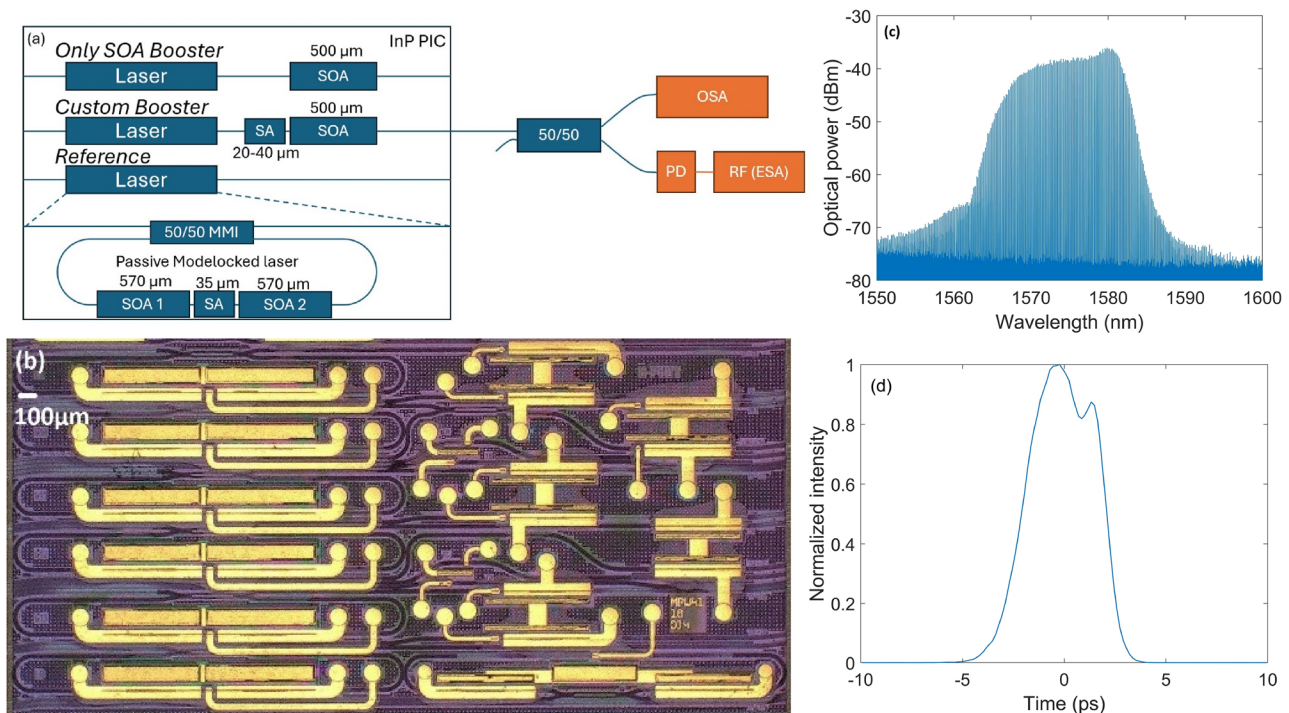 (a)
InP PIC
Only SOA Booster
500 µm
Laser
SOA
Custom Booster
500 µm
Laser
SA
SOA
20-40 µm
Reference
Laser
50/50 MMI
Passive Modelocked laser
570 µm 35 µm 570 µm
SOA 1
SA
SOA 2
50/50
OSA
PD
RF (ESA)
(b)
100µm
MPW41
18
(c)
Optical power (dBm)
-30
-40
-50
-60
-70
-80
1550 1560 1570 1580 1590 1600
Wavelength (nm)
(d)
Normalized intensity
1
0.8
0.6
0.4
0.2
0
-10 -5 0 5 10
Time (ps)